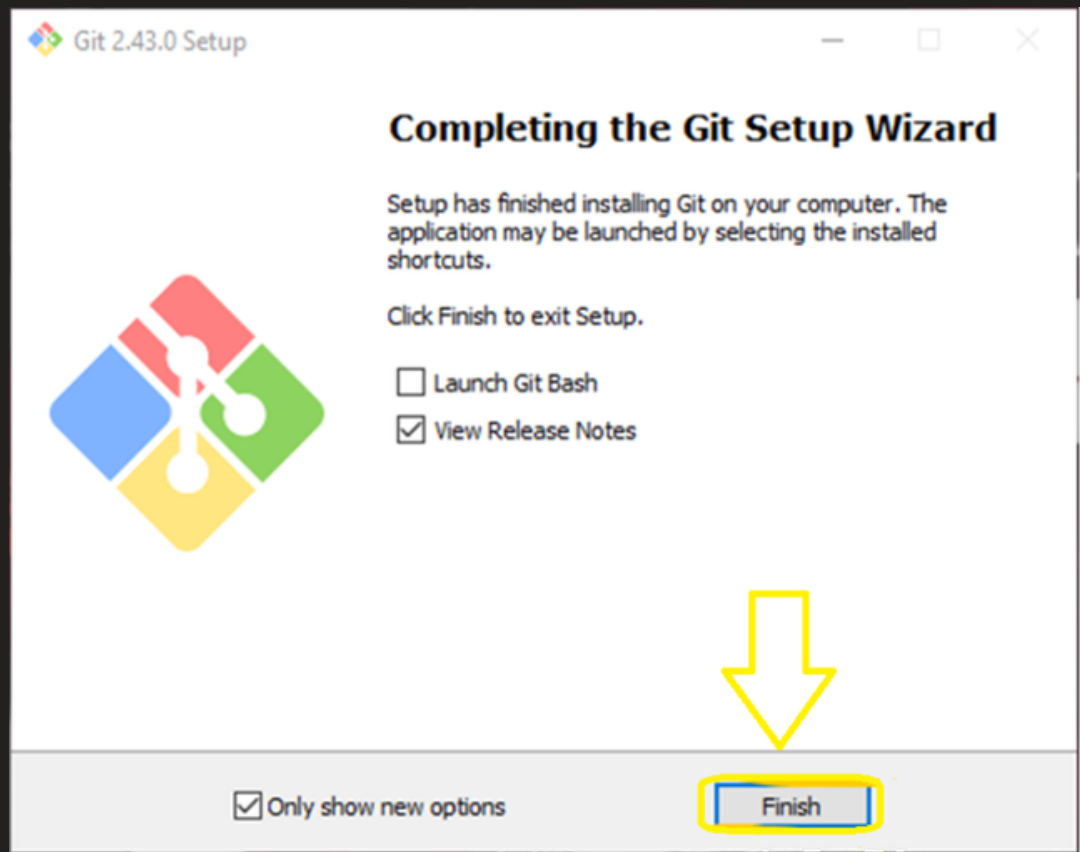 Git 2.43.0 Setup
Completing the Git Setup Wizard
Setup has finished installing Git on your computer. The
application may be launched by selecting the installed
shortcuts.
Click Finish to exit Setup.
Launch Git Bash
View Release Notes
Only show new options
Finish